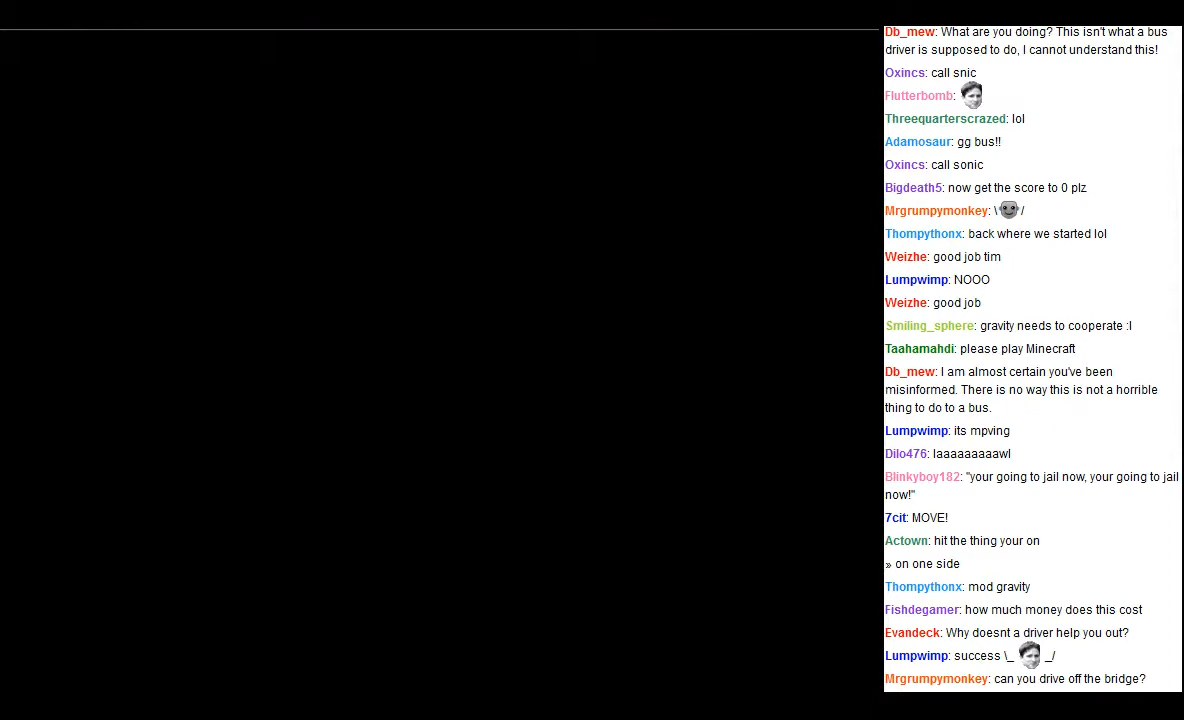 Db_mew: What are you doing? This isn't what a bus
driver is supposed to do, I cannot understand this!
Oxincs: call snic
Flutterbomb:
Threequarterscrazed: lol
Adamosaur: gg bus!!
Oxincs: call sonic
Bigdeath5: now get the score to 0 plz
Mrgrumpymonkey: \ /
Thompythonx: back where we started lol
Weizhe: good job tim
Lumpwimp: NOOO
Weizhe: good job
Smiling_sphere: gravity needs to cooperate :l
Taahamahdi: please play Minecraft
Db_mew: I am almost certain you've been
misinformed. There is no way this is not a horrible
thing to do to a bus.
Lumpwimp: its mpving
Dilo476: laaaaaaaaawl
Blinkyboy182: "your going to jail now, your going to jail
now!"
7cit: MOVE!
Actown: hit the thing your on
» on one side
Thompythonx: mod gravity
Fishdegamer: how much money does this cost
Evandeck: Why doesnt a driver help you out?
Lumpwimp: success \_ _/
Mrgrumpymonkey: can you drive off the bridge?